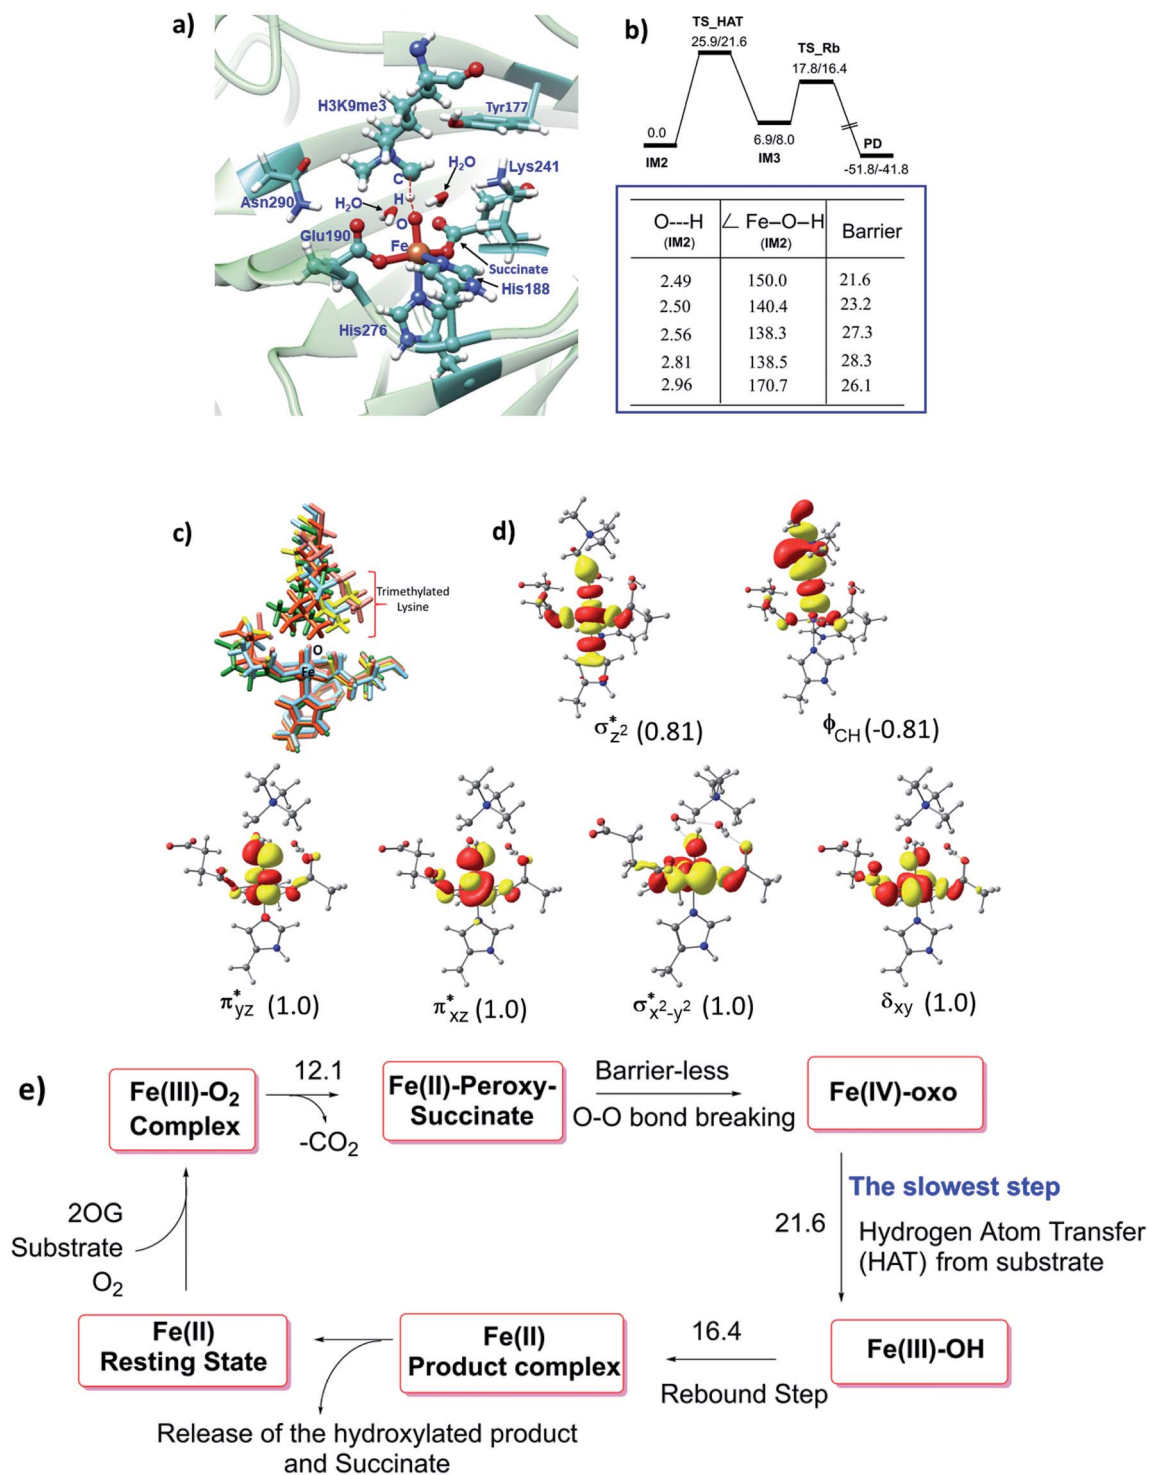 a)
H3K9me3
Tyr177
H2O
Lys241
C
Asn290
H2O
H
O
Glu190
Fe
Succinate
His188
His276
b)
TS_HAT
25.9/21.6
TS_Rb
17.8/16.4
0.0
IM2
6.9/8.0
IM3
PD
-51.8/-41.8
O---H (IM2) ∠ Fe–O–H (IM2) Barrier
2.49 150.0 21.6
2.50 140.4 23.2
2.56 138.3 27.3
2.81 138.5 28.3
2.96 170.7 26.1
c)
Trimethylated
Lysine
O
Fe
d)
σ*z2 (0.81)
ϕCH (-0.81)
π*yz (1.0)
π*xz (1.0)
σ*x2-y2 (1.0)
δxy (1.0)
e)
Fe(III)-O2
Complex
12.1
-CO2
Fe(II)-Peroxy-
Succinate
Barrier-less
O-O bond breaking
Fe(IV)-oxo
The slowest step
21.6
Hydrogen Atom Transfer
(HAT) from substrate
Fe(III)-OH
16.4
Rebound Step
Fe(II)
Product complex
Release of the hydroxylated product
and Succinate
Fe(II)
Resting State
2OG
Substrate
O2